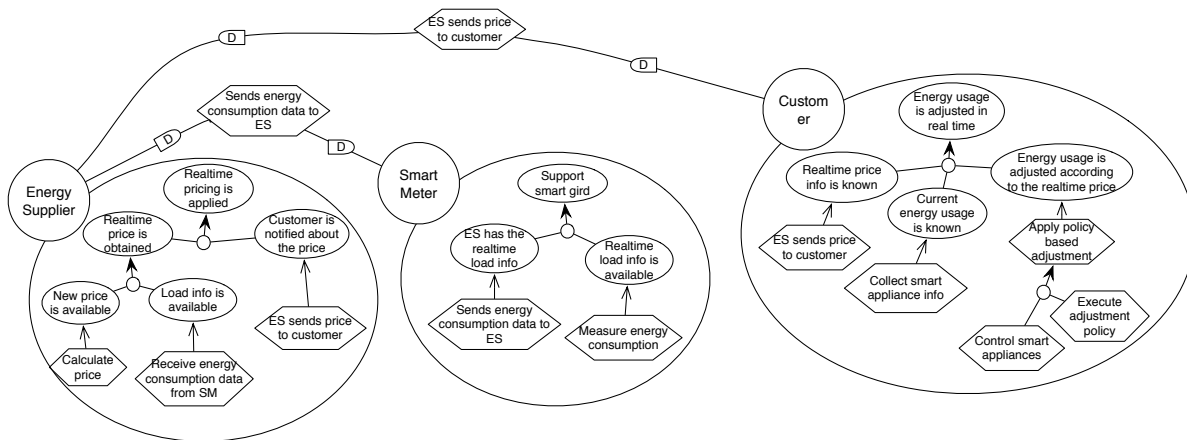 ES sends price
to customer
D
D
Sends energy
consumption data to
ES
D
D
Energy
Supplier
Realtime
pricing is
applied
Realtime
price is
obtained
Customer is
notified about
the price
New price
is available
Load info is
available
ES sends price
to customer
Calculate
price
Receive energy
consumption data
from SM
Smart
Meter
Support
smart gird
ES has the
realtime
load info
Realtime
load info is
available
Sends energy
consumption data to
ES
Measure energy
consumption
Custom
er
Energy usage
is adjusted in
real time
Realtime price
info is known
Current
energy usage
is known
Energy usage is
adjusted according
to the realtime price
ES sends price
to customer
Collect smart
appliance info
Apply policy
based
adjustment
Control smart
appliances
Execute
adjustment
policy